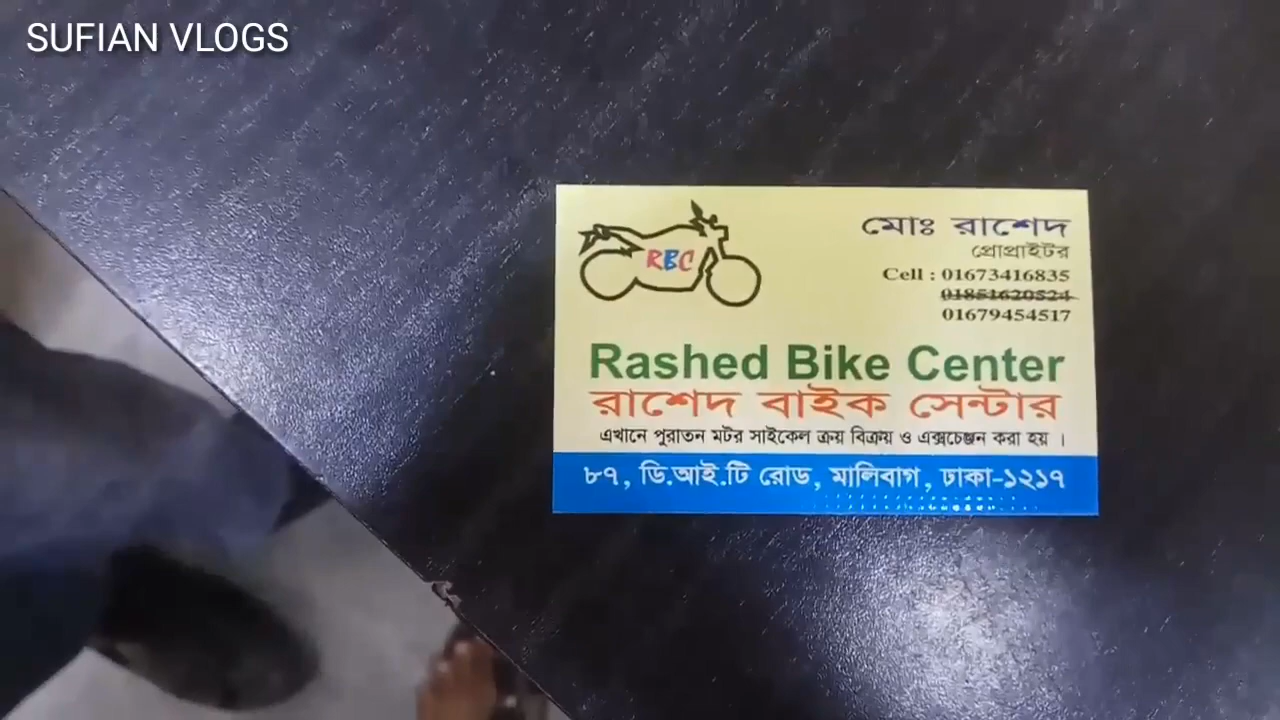 SUFIAN VLOGS
RBC
মোঃ রাশেদ
প্রোপ্রাইটর
Cell : 01673416835
01851620524
01679454517
Rashed Bike Center
রাশেদ বাইক সেন্টার
এখানে পুরাতন মটর সাইকেল ক্রয় বিক্রয় ও এক্সচেঞ্জন করা হয় ।
৮৭, ডি.আই.টি রোড, মালিবাগ, ঢাকা-১২১৭